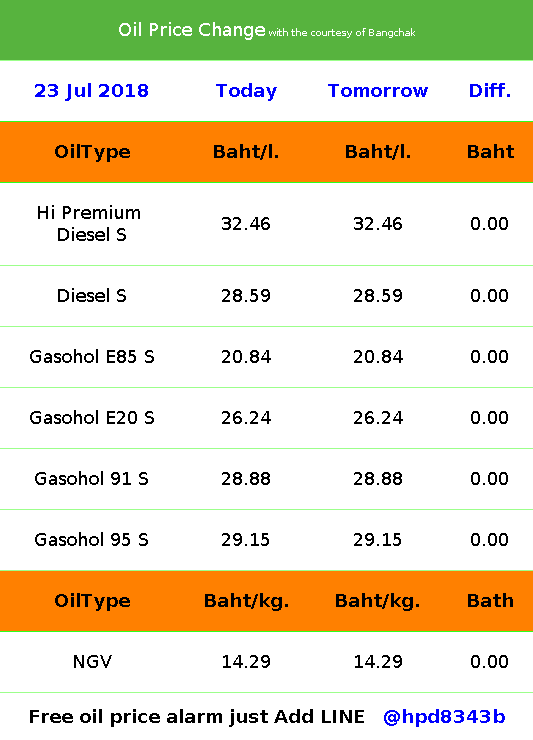 Oil Price Change with the courtesy of Bangchak
23 Jul 2018 Today Tomorrow Diff.
OilType Baht/l. Baht/l. Baht
Hi Premium
Diesel S 32.46 32.46 0.00
Diesel S 28.59 28.59 0.00
Gasohol E85 S 20.84 20.84 0.00
Gasohol E20 S 26.24 26.24 0.00
Gasohol 91 S 28.88 28.88 0.00
Gasohol 95 S 29.15 29.15 0.00
OilType Baht/kg. Baht/kg. Bath
NGV 14.29 14.29 0.00
Free oil price alarm just Add LINE @hpd8343b